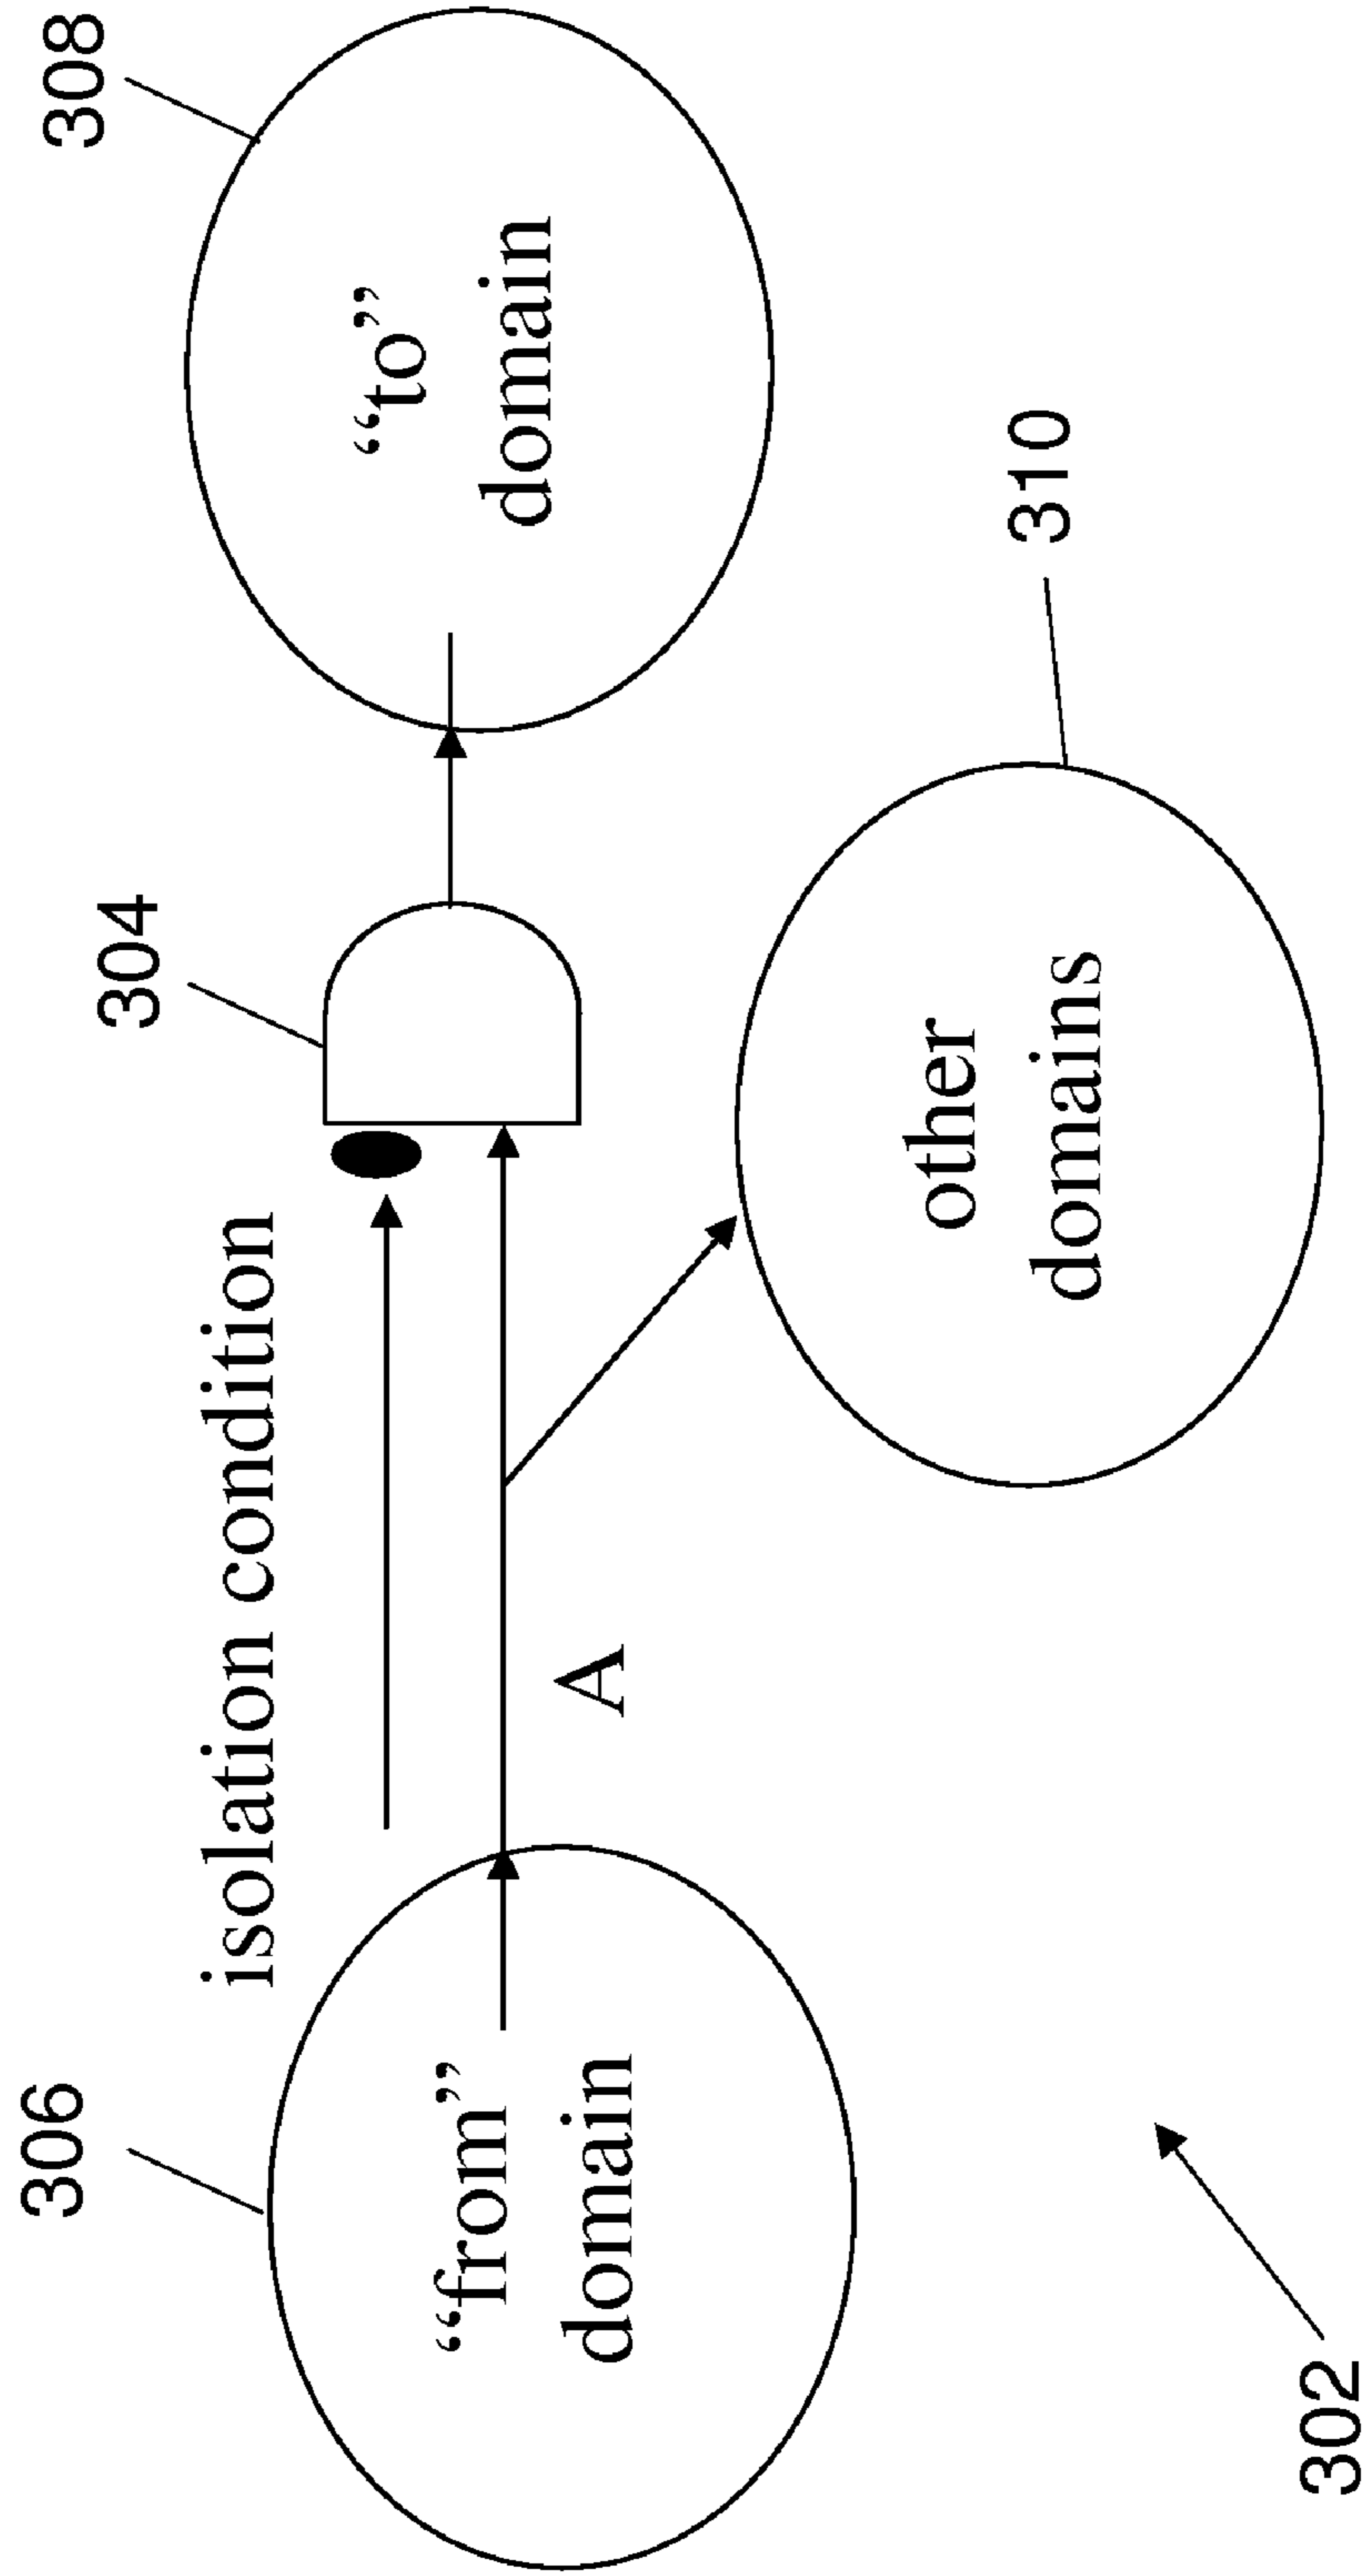 306
isolation condition
304
308
“from”
domain
A
“to”
domain
other
domains
310
302